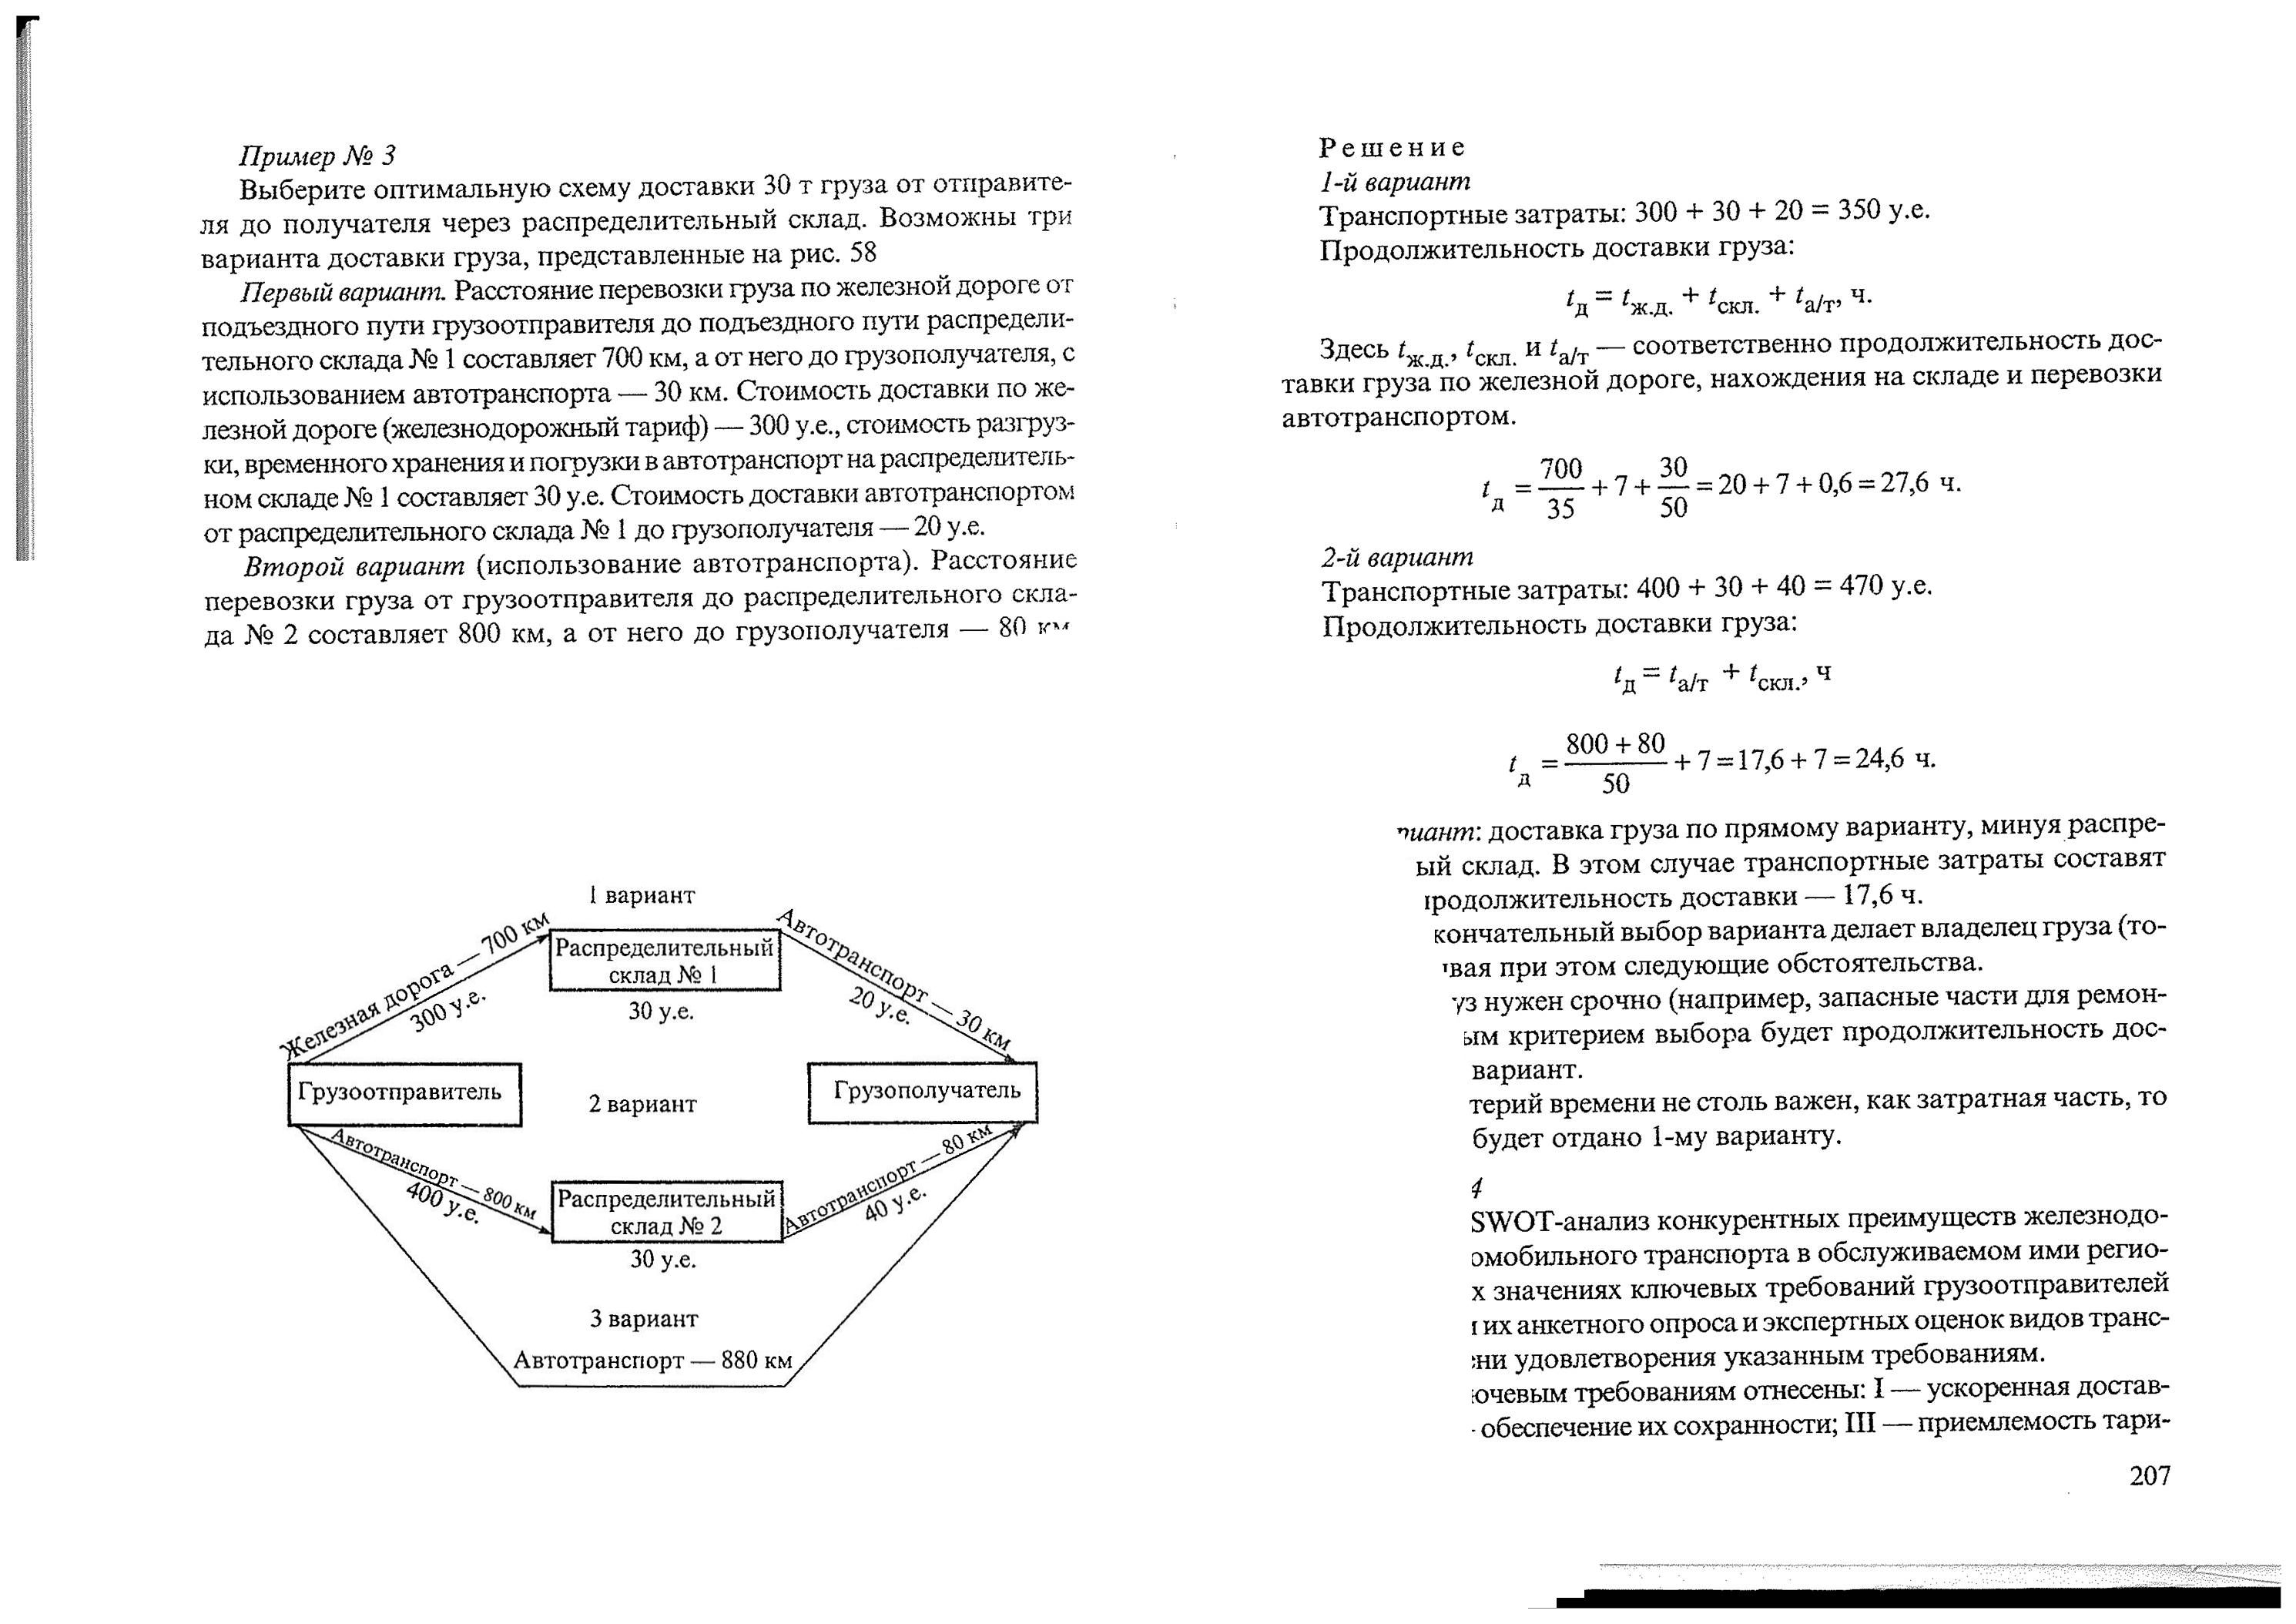 Пример № 3
Выберите оптимальную схему доставки 30 т груза от отправите-
ля до получателя через распределительный склад. Возможны три
варианта доставки груза, представленные на рис. 58
Первый вариант. Расстояние перевозки груза по железной дороге от
подъездного пути грузоотправителя до подъездного пути распредели-
тельного склада № 1 составляет 700 км, а от него до грузополучателя, с
использованием автотранспорта — 30 км. Стоимость доставки по же-
лезной дороге (железнодорожный тариф) — 300 у.е., стоимость разгруз-
ки, временного хранения и погрузки в автотранспорт на распределитель-
ном складе № 1 составляет 30 у.е. Стоимость доставки автотранспортом
от распределительного склада № 1 до грузополучателя — 20 у.е.
Второй вариант (использование автотранспорта). Расстояние
перевозки груза от грузоотправителя до распределительного скла-
да № 2 составляет 800 км, а от него до грузополучателя — 80 км
1 вариант
Железная дорога — 700 км
300 у.е.
Распределительный
склад № 1
30 у.е.
Автотранспорт — 30 км
20 у.е.
Грузоотправитель
2 вариант
Грузополучатель
Автотранспорт — 800 км
400 у.е.
Распределительный
склад № 2
30 у.е.
Автотранспорт — 80 км
40 у.е.
3 вариант
Автотранспорт — 880 км
Решение
1-й вариант
Транспортные затраты: 300 + 30 + 20 = 350 у.е.
Продолжительность доставки груза:
t д = t ж.д. + t скл. + t а/т, ч.
Здесь t ж.д., t скл. и t а/т — соответственно продолжительность дос-
тавки груза по железной дороге, нахождения на складе и перевозки
автотранспортом.
t д = 700/35 + 7 + 30/50 = 20 + 7 + 0,6 = 27,6 ч.
2-й вариант
Транспортные затраты: 400 + 30 + 40 = 470 у.е.
Продолжительность доставки груза:
t д = t а/т + t скл., ч
t д = (800 + 80)/50 + 7 = 17,6 + 7 = 24,6 ч.
иант: доставка груза по прямому варианту, минуя распре-
ый склад. В этом случае транспортные затраты составят
родолжительность доставки — 17,6 ч.
кончательный выбор варианта делает владелец груза (то-
вая при этом следующие обстоятельства.
уз нужен срочно (например, запасные части для ремон-
ым критерием выбора будет продолжительность дос-
вариант.
терий времени не столь важен, как затратная часть, то
будет отдано 1-му варианту.
4
SWOT-анализ конкурентных преимуществ железнодо-
омобильного транспорта в обслуживаемом ими регио-
х значениях ключевых требований грузоотправителей
их анкетного опроса и экспертных оценок видов транс-
ни удовлетворения указанным требованиям.
ючевым требованиям отнесены: I — ускоренная достав-
- обеспечение их сохранности; III — приемлемость тари-
207